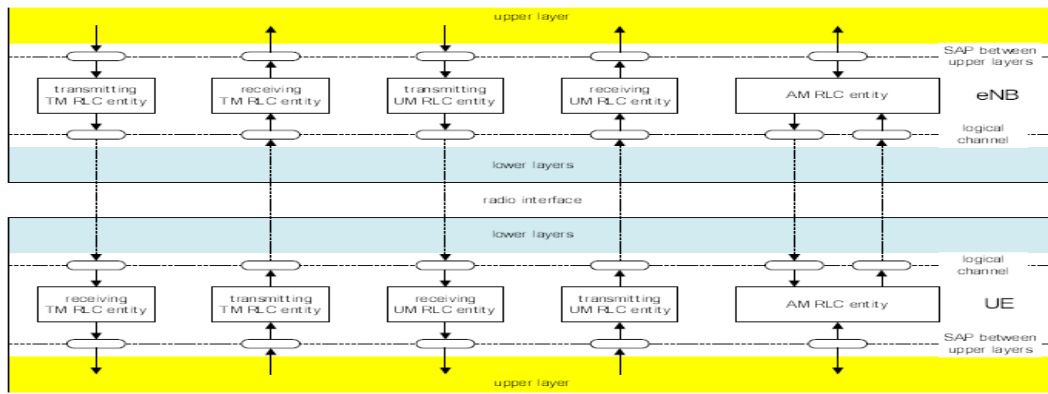 upper layer
SAP between
upper layers
transmitting
TM RLC entity
receiving
TM RLC entity
transmitting
UM RLC entity
receiving
UM RLC entity
AM RLC entity
eNB
logical
channel
lower layers
radio interface
lower layers
logical
channel
receiving
TM RLC entity
transmitting
TM RLC entity
receiving
UM RLC entity
transmitting
UM RLC entity
AM RLC entity
UE
SAP between
upper layers
upper layer